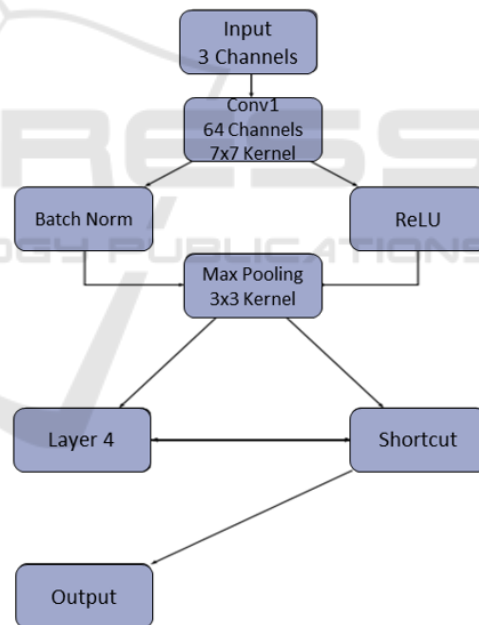 Input
3 Channels
Conv1
64 Channels
7x7 Kernel
Batch Norm
ReLU
Max Pooling
3x3 Kernel
Layer 4
Shortcut
Output